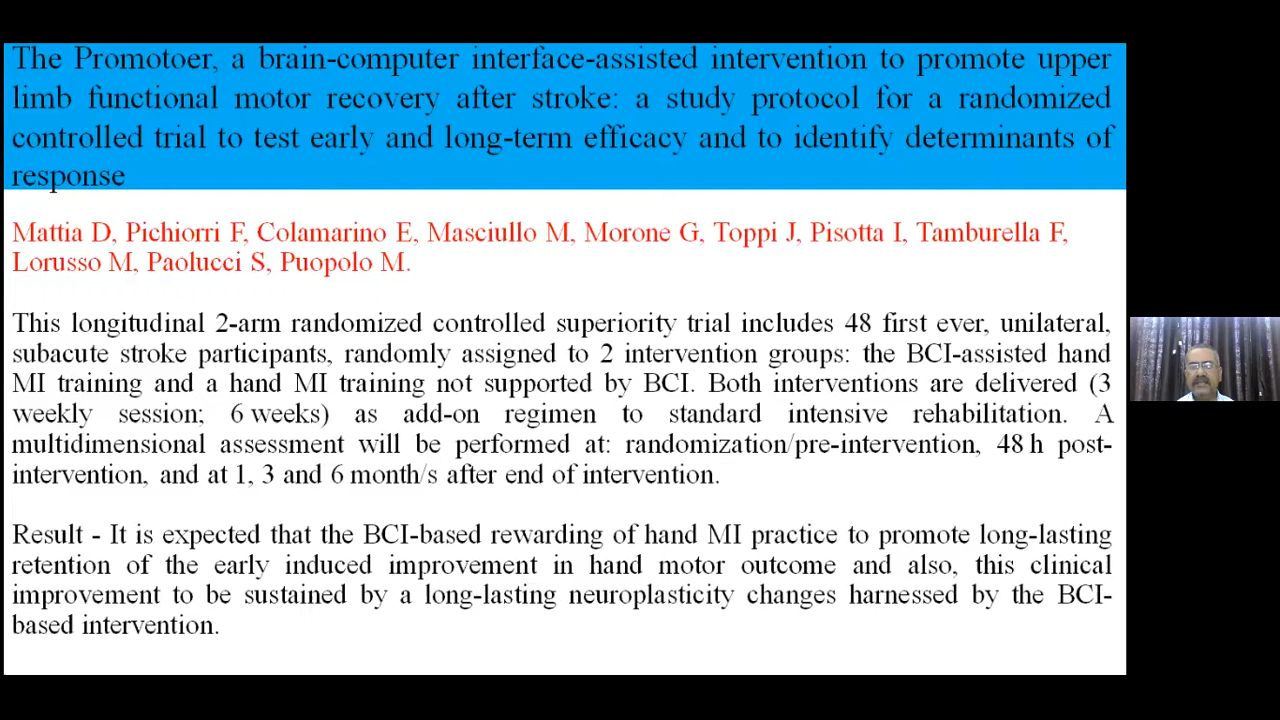 The Promotoer, a brain-computer interface-assisted intervention to promote upper
limb functional motor recovery after stroke: a study protocol for a randomized
controlled trial to test early and long-term efficacy and to identify determinants of
response
Mattia D, Pichiorri F, Colamarino E, Masciullo M, Morone G, Toppi J, Pisotta I, Tamburella F,
Lorusso M, Paolucci S, Puopolo M.
This longitudinal 2-arm randomized controlled superiority trial includes 48 first ever, unilateral,
subacute stroke participants, randomly assigned to 2 intervention groups: the BCI-assisted hand
MI training and a hand MI training not supported by BCI. Both interventions are delivered (3
weekly session; 6 weeks) as add-on regimen to standard intensive rehabilitation. A
multidimensional assessment will be performed at: randomization/pre-intervention, 48 h post-
intervention, and at 1, 3 and 6 month/s after end of intervention.
Result - It is expected that the BCI-based rewarding of hand MI practice to promote long-lasting
retention of the early induced improvement in hand motor outcome and also, this clinical
improvement to be sustained by a long-lasting neuroplasticity changes harnessed by the BCI-
based intervention.